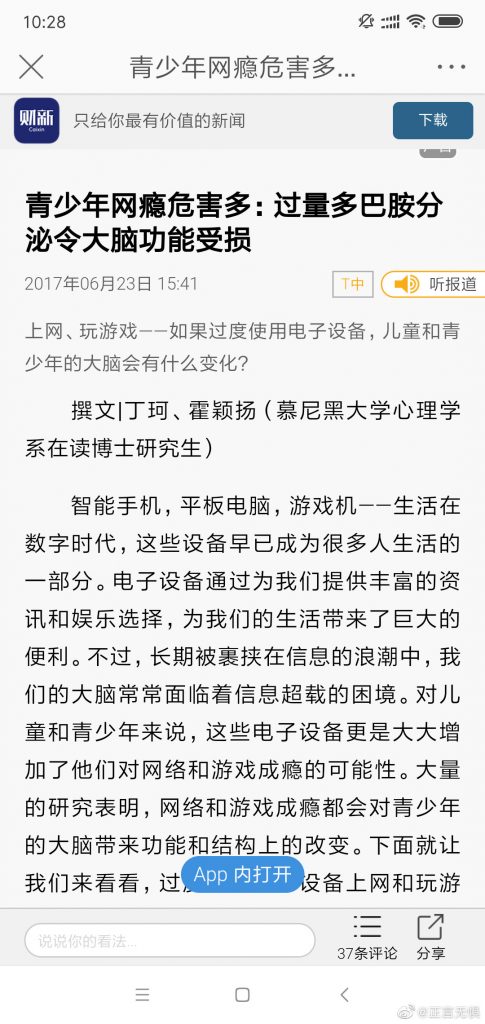 10:28
青少年网瘾危害多...
财新
Caixin
只给你最有价值的新闻
下载
广告
青少年网瘾危害多：过量多巴胺分
泌令大脑功能受损
2017年06月23日 15:41
T中
听报道
上网、玩游戏——如果过度使用电子设备，儿童和青
少年的大脑会有什么变化？
撰文|丁珂、霍颖扬（慕尼黑大学心理学
系在读博士研究生）
智能手机，平板电脑，游戏机——生活在
数字时代，这些设备早已成为很多人生活的
一部分。电子设备通过为我们提供丰富的资
讯和娱乐选择，为我们的生活带来了巨大的
便利。不过，长期被裹挟在信息的浪潮中，我
们的大脑常常面临着信息超载的困境。对儿
童和青少年来说，这些电子设备更是大大增
加了他们对网络和游戏成瘾的可能性。大量
的研究表明，网络和游戏成瘾都会对青少年
的大脑带来功能和结构上的改变。下面就让
我们来看看，过 设备上网和玩游
App 内打开
说说你的看法...
37条评论
分享
@正言无惧